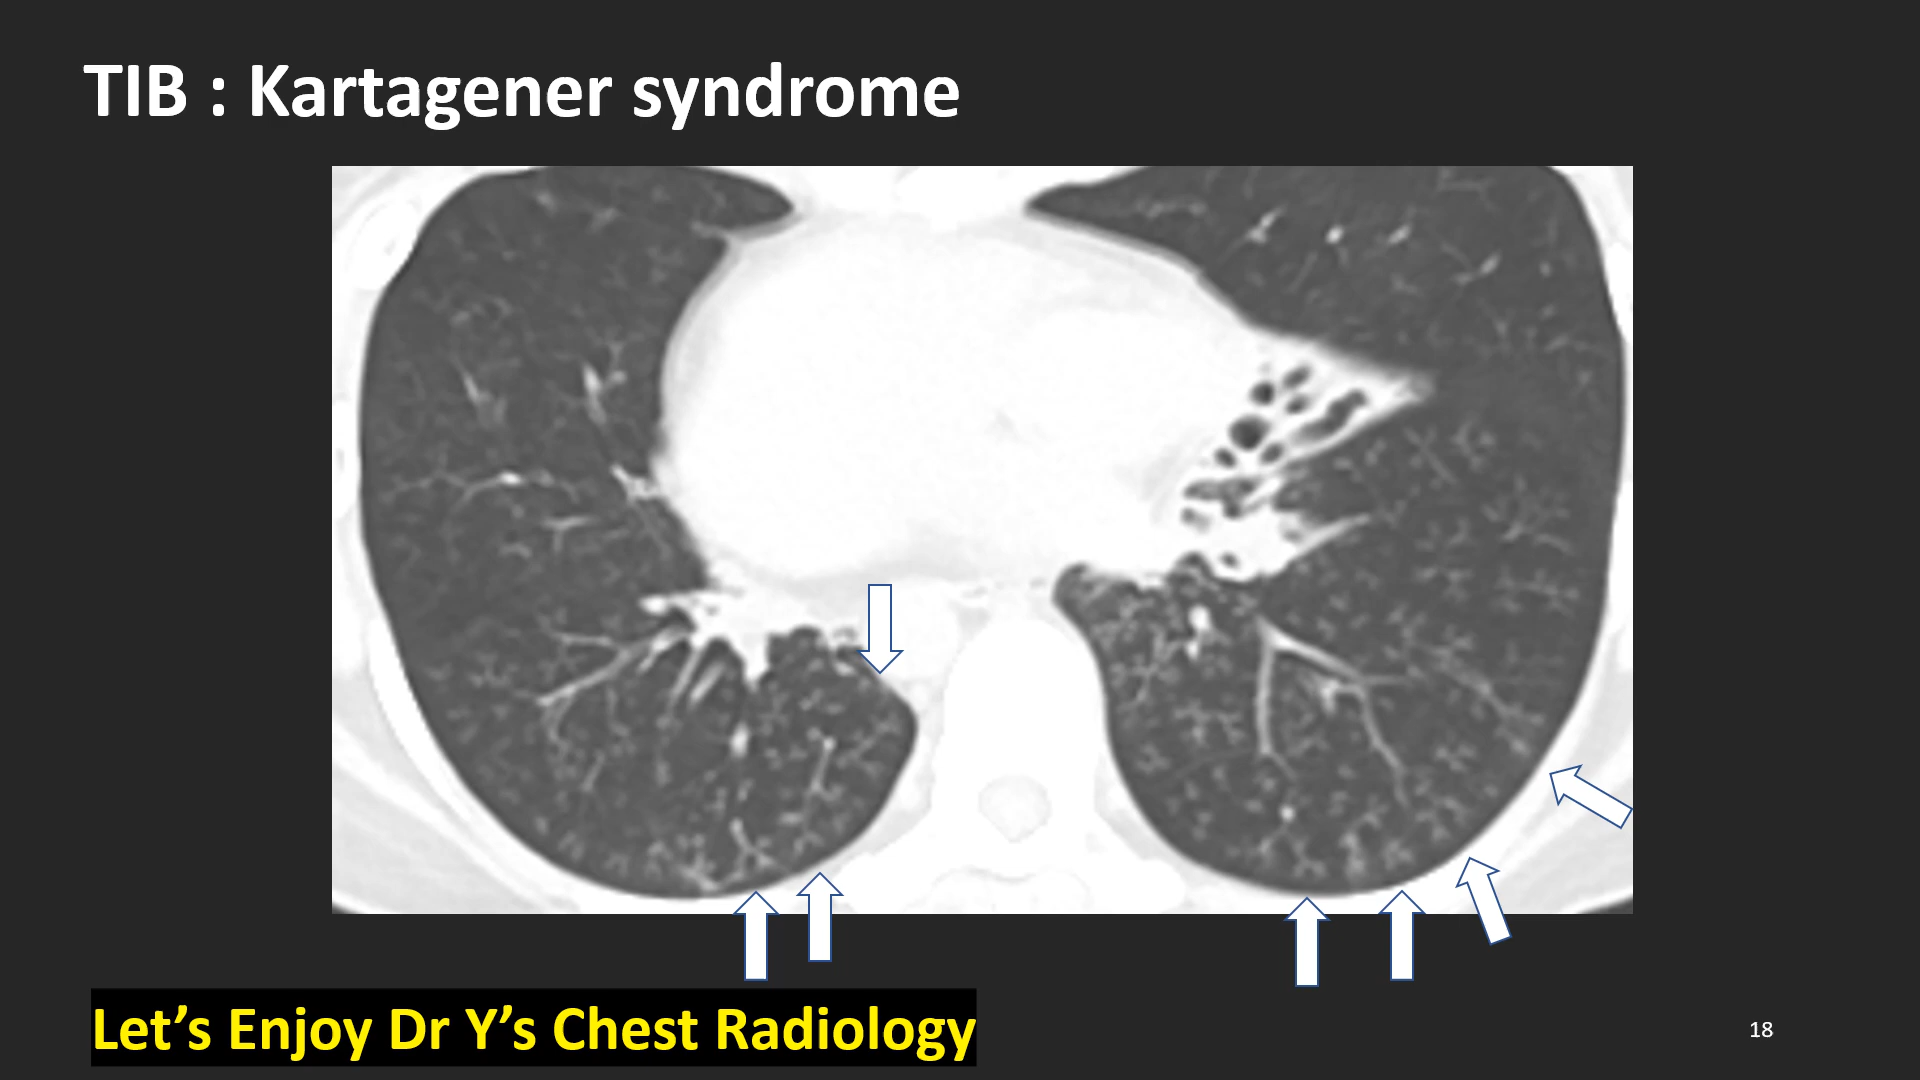 TIB : Kartagener syndrome
Let’s Enjoy Dr Y’s Chest Radiology
18